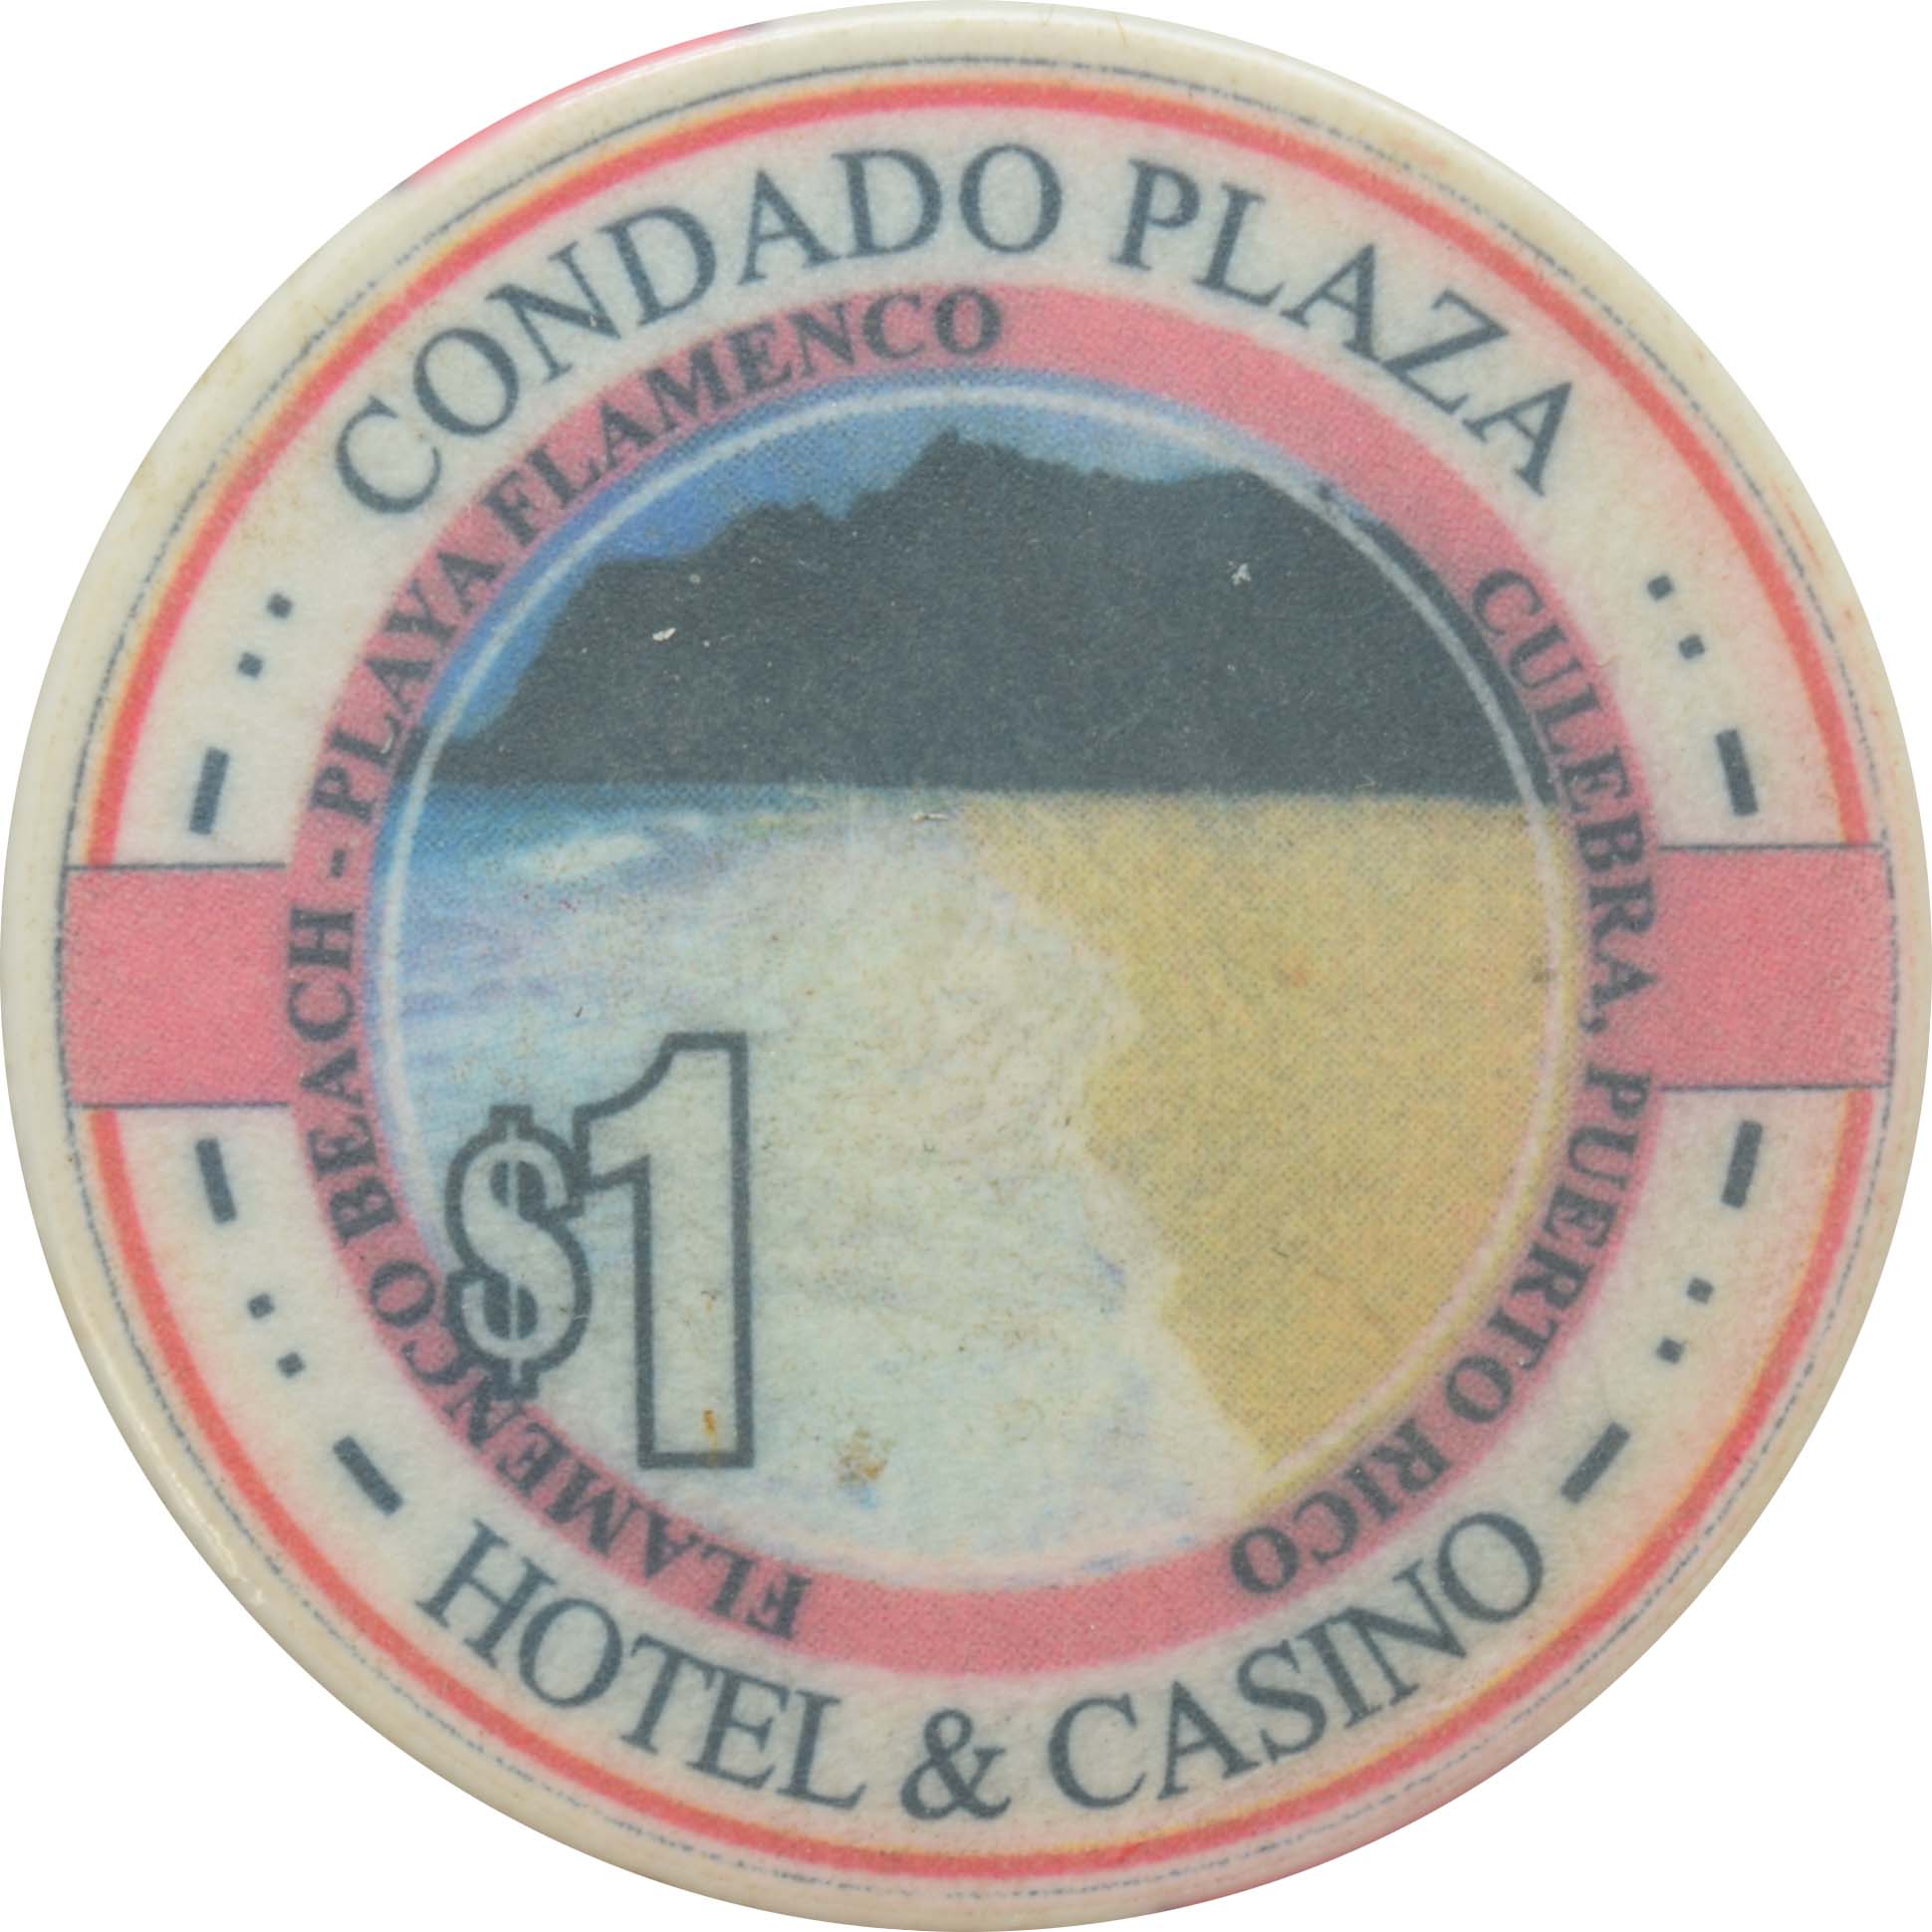 CONDADO PLAZA
FLAMENCO BEACH - PLAYA FLAMENCO
CULEBRA, PUERTO RICO
$1
HOTEL & CASINO